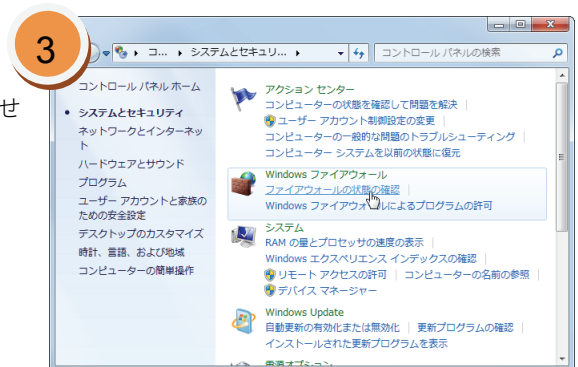 3
せ
コ... システムとセキュリ...
コントロール パネルの検索
コントロール パネル ホーム
システムとセキュリティ
ネットワークとインターネッ
ト
ハードウェアとサウンド
プログラム
ユーザー アカウントと家族の
ための安全設定
デスクトップのカスタマイズ
時計、言語、および地域
コンピューターの簡単操作
アクション センター
コンピューターの状態を確認して問題を解決
ユーザー アカウント制御設定の変更
コンピューターの一般的な問題のトラブルシューティング
コンピューター システムを以前の状態に復元
Windows ファイアウォール
ファイアウォールの状態の確認
Windows ファイアウォールによるプログラムの許可
システム
RAM の量とプロセッサの速度の表示
Windows エクスペリエンス インデックスの確認
リモート アクセスの許可 コンピューターの名前の参照
デバイス マネージャー
Windows Update
自動更新の有効化または無効化 更新プログラムの確認
インストールされた更新プログラムを表示
電源オプション